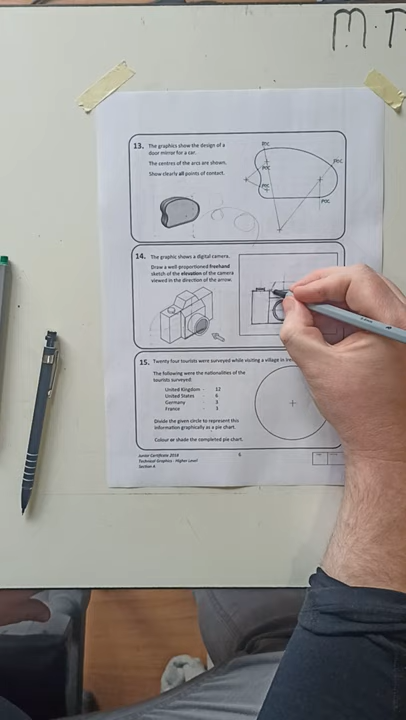 M.T
13. The graphics show the design of a
door mirror for a car.
The centres of the arcs are shown.
Show clearly all points of contact.
POC
POC
POC
POC
POC
14. The graphic shows a digital camera.
Draw a well-proportioned freehand
sketch of the elevation of the camera
viewed in the direction of the arrow.
15. Twenty four tourists were surveyed while visiting a village in
The following were the nationalities of the
tourists surveyed:
United Kingdom - 12
United States - 6
Germany - 3
France - 3
Divide the given circle to represent this
information graphically as a pie chart.
Colour or shade the completed pie chart.
Junior Certificate 2018
Technical Graphics - Higher Level
Section A
6